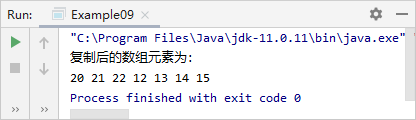 Run: Example09
"C:\Program Files\Java\jdk-11.0.11\bin\java.exe"
复制后的数组元素为:
20 21 22 12 13 14 15
Process finished with exit code 0